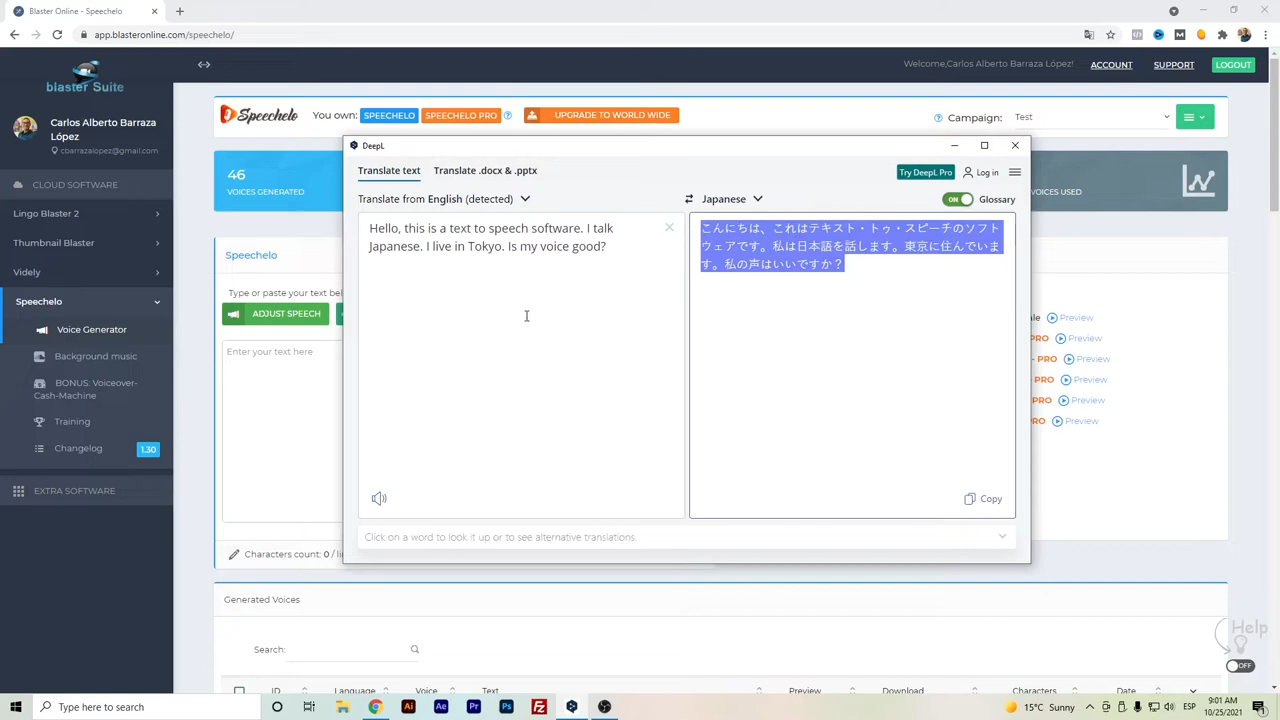 Blaster Online - Speechelo
app.blasteronline.com/speechelo/
blaster Suite
Welcome,Carlos Alberto Barraza López!
ACCOUNT
SUPPORT
LOGOUT
Carlos Alberto Barraza
López
cbarrazalopez@gmail.com
CLOUD SOFTWARE
Lingo Blaster 2
Thumbnail Blaster
Videly
Speechelo
Voice Generator
Background music
BONUS: Voiceover-
Cash-Machine
Training
Changelog
1.30
EXTRA SOFTWARE
Speechelo
You own:
SPEECHELO
SPEECHELO PRO
UPGRADE TO WORLD WIDE
Campaign:
Test
46
VOICES GENERATED
VOICES USED
Speechelo
Type or paste your text bel
ADJUST SPEECH
Enter your text here
Characters count: 0 / li
ale Preview
PRO Preview
- PRO Preview
- PRO Preview
PRO Preview
Preview
DeepL
Translate text
Translate .docx & .pptx
Try DeepL Pro
Log in
Translate from English (detected)
Japanese
ON
Glossary
Hello, this is a text to speech software. I talk
Japanese. I live in Tokyo. Is my voice good?
こんにちは、これはテキスト・トゥ・スピーチのソフト
ウェアです。私は日本語を話します。東京に住んでいま
す。私の声はいいですか？
Copy
Click on a word to look it up or to see alternative translations.
Generated Voices
Search:
ID
Language
Voice
Text
Preview
Download
Characters
Date
Help
OFF
Type here to search
Ai
Ae
Pr
Ps
Fz
15°C Sunny
ESP
9:01 AM
10/25/2021